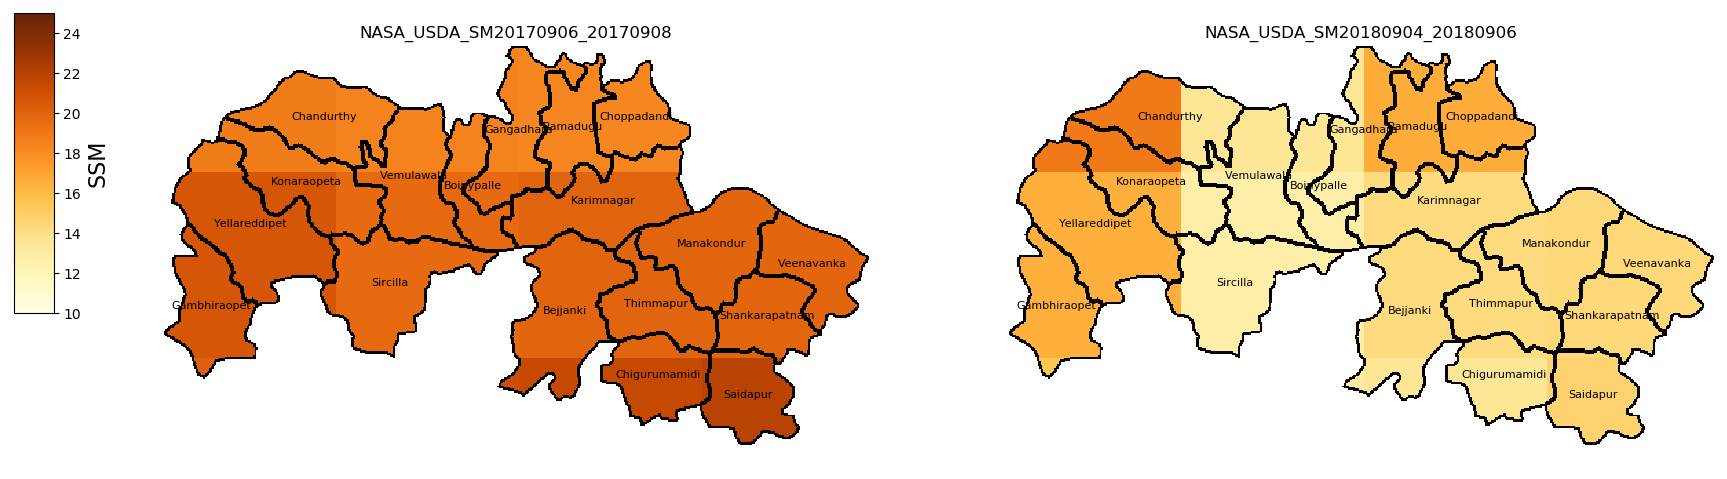 NASA_USDA_SM20170906_20170908
NASA_USDA_SM20180904_20180906
24
22
20
18
16
14
12
10
SSM
Chandurthy
Gangadhara
Ramadugu
Choppadand
Konaraopeta
Vemulawada
Boinpalle
Karimnagar
Yellareddipet
Manakondur
Veenavanka
Sircilla
Gambhiraopet
Bejjanki
Thimmapur
Shankarapatnam
Chigurumamidi
Saidapur
Chandurthy
Gangadhara
Ramadugu
Choppadand
Konaraopeta
Vemulawada
Boinpalle
Karimnagar
Yellareddipet
Manakondur
Veenavanka
Sircilla
Gambhiraopet
Bejjanki
Thimmapur
Shankarapatnam
Chigurumamidi
Saidapur